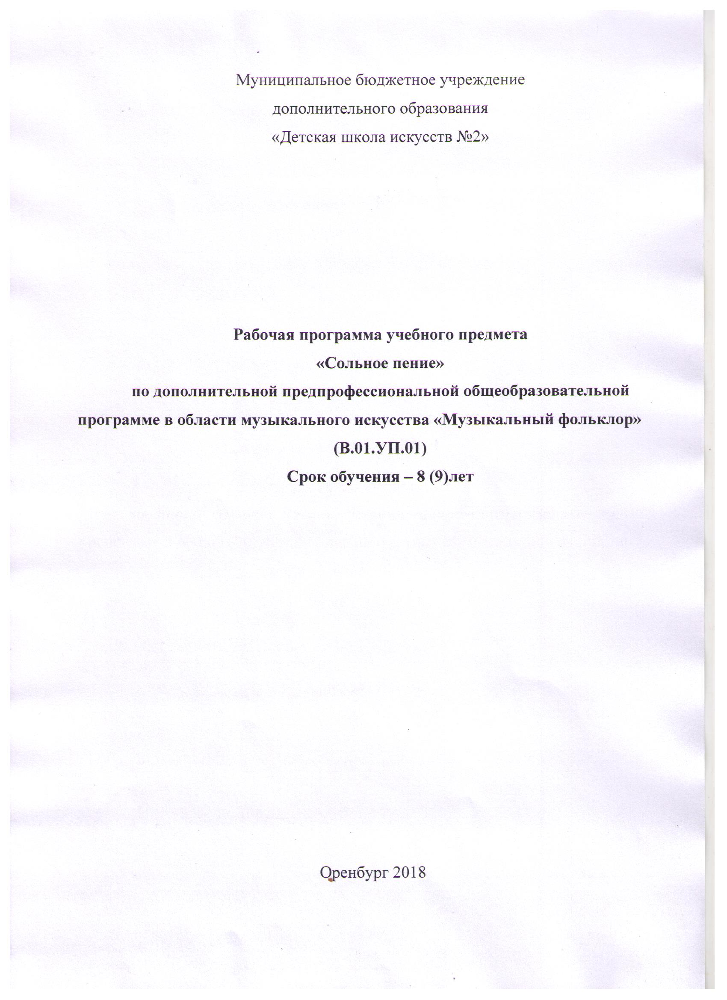 Муниципальное бюджетное учреждение
дополнительного образования
«Детская школа искусств №2»
Рабочая программа учебного предмета
«Сольное пение»
по дополнительной предпрофессиональной общеобразовательной
программе в области музыкального искусства «Музыкальный фольклор»
(В.01.УП.01)
Срок обучения – 8 (9)лет
Оренбург 2018